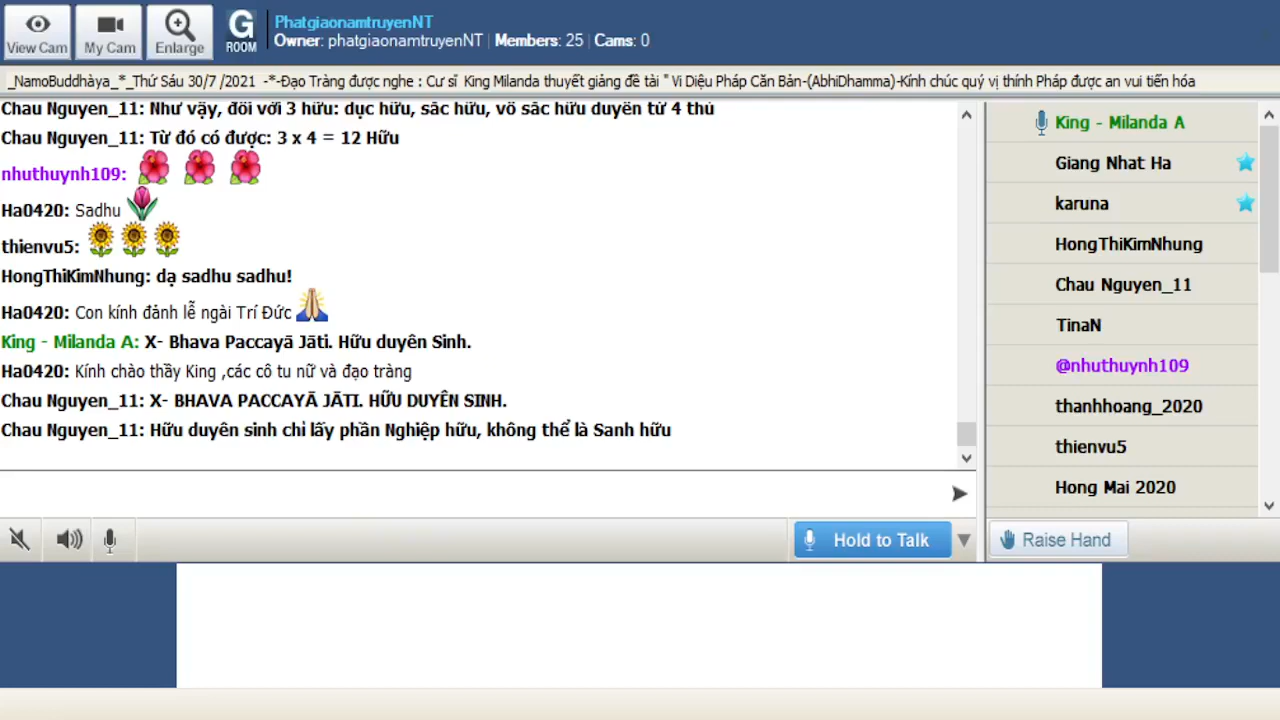 View Cam
My Cam
Enlarge
G
ROOM
PhatgiaonamtruyenNT
Owner: phatgiaonamtruyenNT | Members: 25 | Cams: 0
_NamoBuddhàya_*_Thứ Sáu 30/7 /2021 -*-Đạo Tràng được nghe : Cư sĩ King Milanda thuyết giảng đề tài " Vi Diệu Pháp Căn Bản-(AbhiDhamma)-Kính chúc quý vị thính Pháp được an vui tiến hóa
Chau Nguyen_11: Như vậy, đối với 3 hữu: dục hữu, sắc hữu, vô sắc hữu duyên từ 4 thủ
Chau Nguyen_11: Từ đó có được: 3 x 4 = 12 Hữu
nhuthuynh109:
Ha0420: Sadhu
thienvu5:
HongThiKimNhung: dạ sadhu sadhu!
Ha0420: Con kính đảnh lễ ngài Trí Đức
King - Milanda A: X- Bhava Paccayā Jāti. Hữu duyên Sinh.
Ha0420: Kính chào thầy King ,các cô tu nữ và đạo tràng
Chau Nguyen_11: X- BHAVA PACCAYĀ JĀTI. HỮU DUYÊN SINH.
Chau Nguyen_11: Hữu duyên sinh chỉ lấy phần Nghiệp hữu, không thể là Sanh hữu
King - Milanda A
Giang Nhat Ha
karuna
HongThiKimNhung
Chau Nguyen_11
TinaN
@nhuthuynh109
thanhhoang_2020
thienvu5
Hong Mai 2020
Hold to Talk
Raise Hand